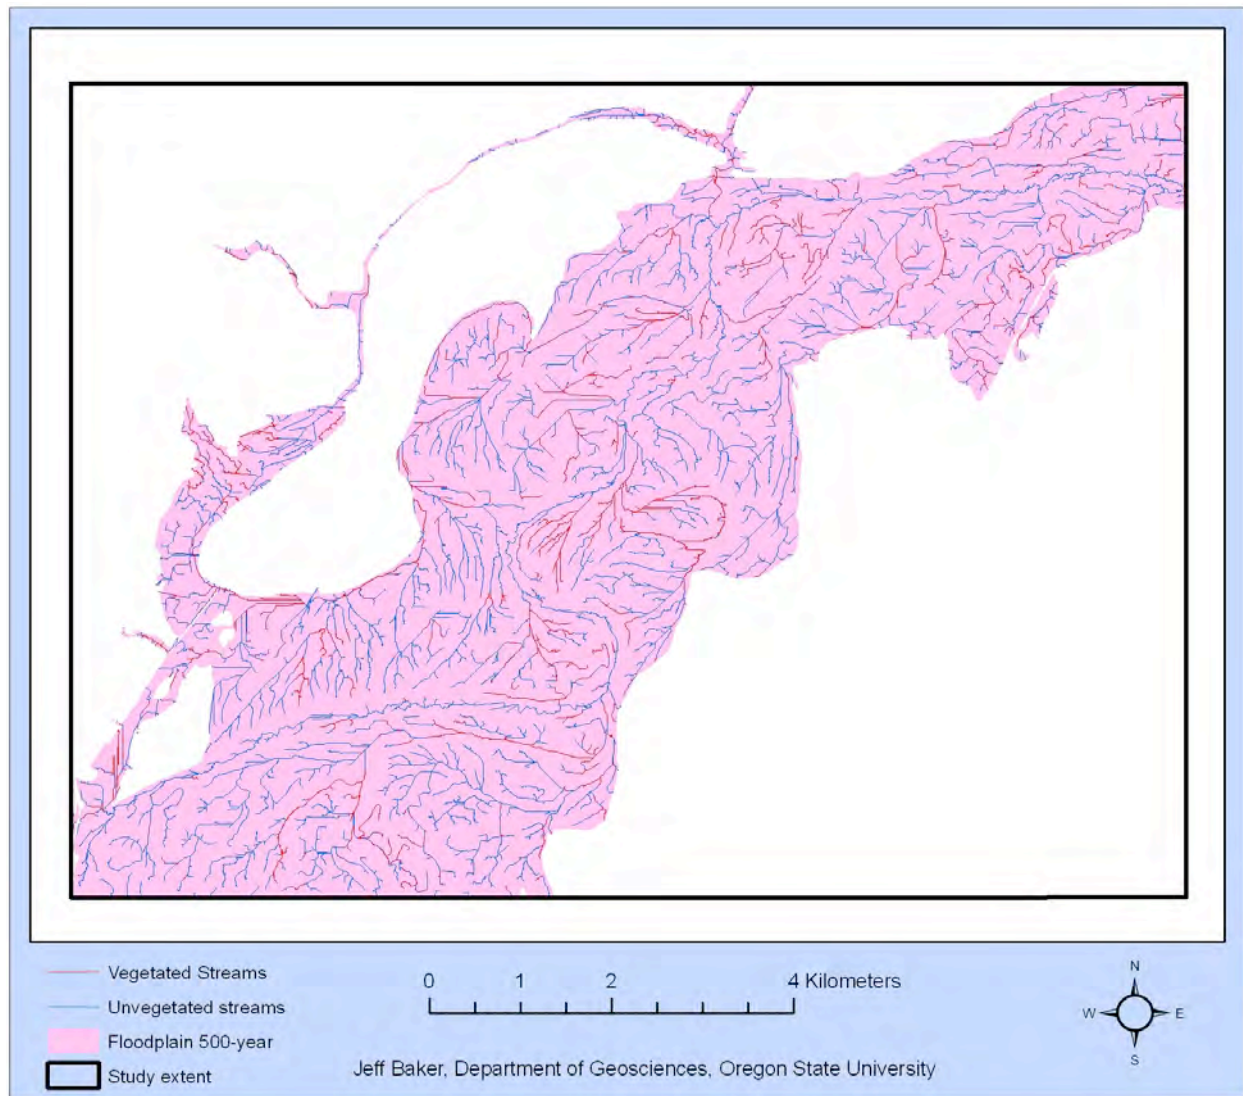 Vegetated Streams
Unvegetated streams
Floodplain 500-year
Study extent
0 1 2 4 Kilometers
Jeff Baker, Department of Geosciences, Oregon State University
N
W E
S